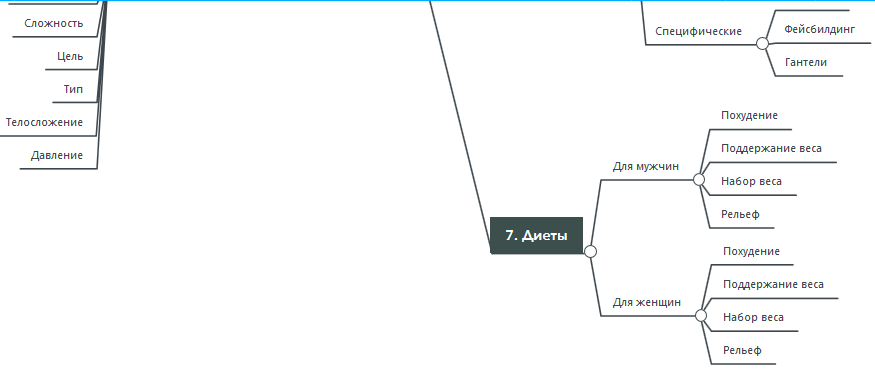 Сложность
Цель
Тип
Телосложение
Давление
Специфические
Фейсбилдинг
Гантели
7. Диеты
Для мужчин
Похудение
Поддержание веса
Набор веса
Рельеф
Для женщин
Похудение
Поддержание веса
Набор веса
Рельеф